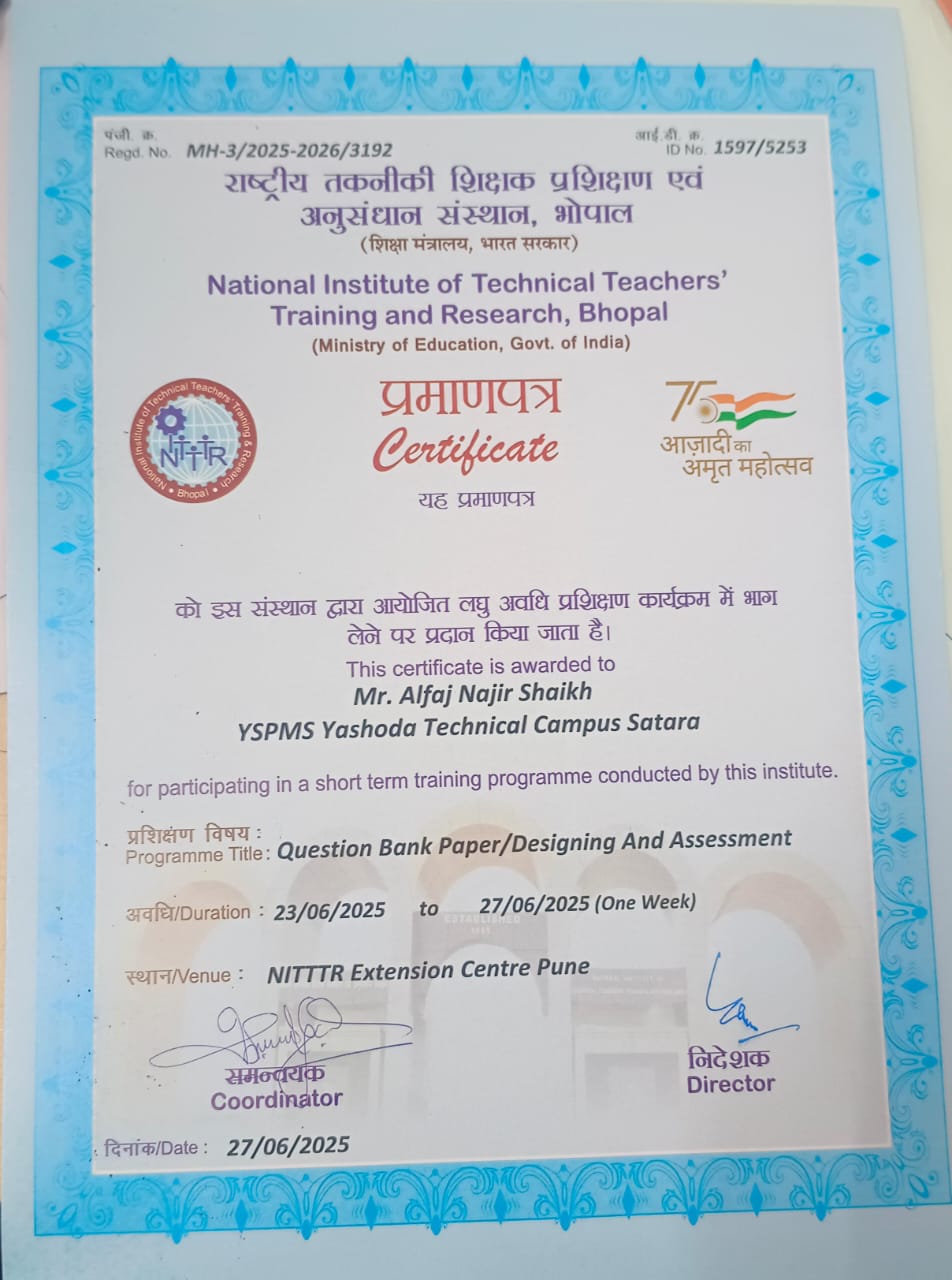 पंजी. क्र.
Regd. No. MH-3/2025-2026/3192
आई.डी. क्र.
ID No. 1597/5253
राष्ट्रीय तकनीकी शिक्षक प्रशिक्षण एवं
अनुसंधान संस्थान, भोपाल
(शिक्षा मंत्रालय, भारत सरकार)
National Institute of Technical Teachers'
Training and Research, Bhopal
(Ministry of Education, Govt. of India)
National Institute of Technical Teachers' Training & Research
NITTTR
• Bhopal •
प्रमाणपत्र
Certificate
यह प्रमाणपत्र
75
आज़ादी का
अमृत महोत्सव
को इस संस्थान द्वारा आयोजित लघु अवधि प्रशिक्षण कार्यक्रम में भाग
लेने पर प्रदान किया जाता है।
This certificate is awarded to
Mr. Alfaj Najir Shaikh
YSPMS Yashoda Technical Campus Satara
for participating in a short term training programme conducted by this institute.
प्रशिक्षंण विषय :
Programme Title: Question Bank Paper/Designing And Assessment
अवधि/Duration : 23/06/2025 to 27/06/2025 (One Week)
ESTABLISHED
स्थान/Venue : NITTTR Extension Centre Pune
समन्वयक
Coordinator
निदेशक
Director
दिनांक/Date : 27/06/2025